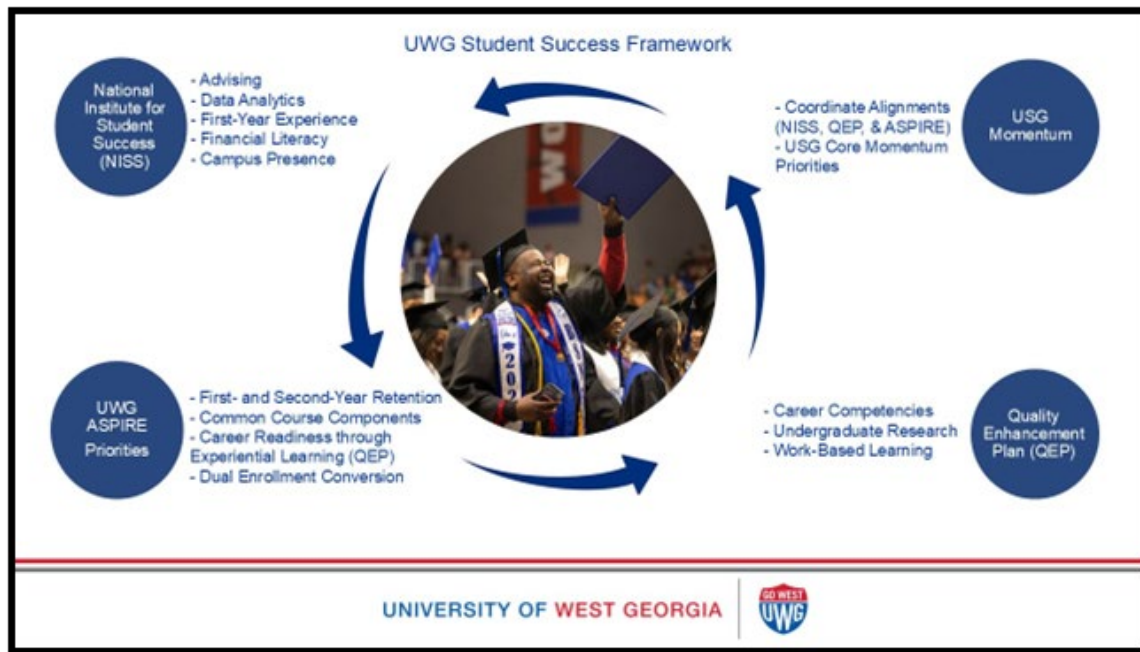 UWG Student Success Framework
National
Institute for
Student
Success
(NISS)
- Advising
- Data Analytics
- First-Year Experience
- Financial Literacy
- Campus Presence
- Coordinate Alignments
(NISS, QEP, & ASPIRE)
- USG Core Momentum
Priorities
USG
Momentum
UWG
ASPIRE
Priorities
- First- and Second-Year Retention
- Common Course Components
- Career Readiness through
Experiential Learning (QEP)
- Dual Enrollment Conversion
- Career Competencies
- Undergraduate Research
- Work-Based Learning
Quality
Enhancement
Plan (QEP)
UNIVERSITY OF WEST GEORGIA
GO WEST
UWG